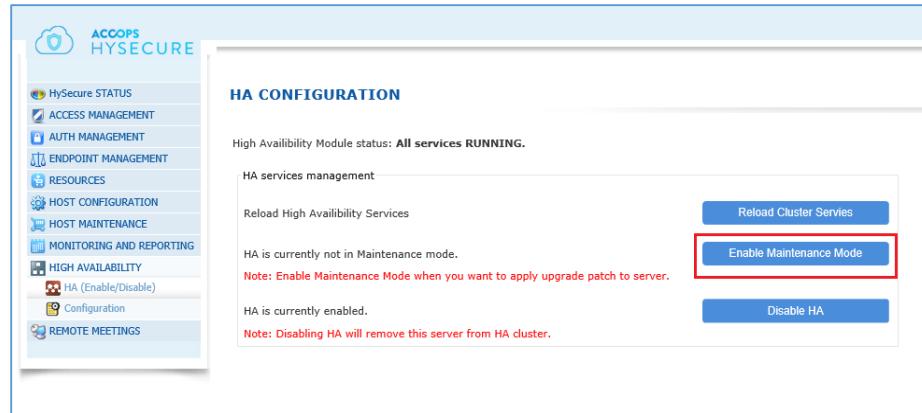 ACCOPS
HYSECURE
HySecure STATUS
ACCESS MANAGEMENT
AUTH MANAGEMENT
ENDPOINT MANAGEMENT
RESOURCES
HOST CONFIGURATION
HOST MAINTENANCE
MONITORING AND REPORTING
HIGH AVAILABILITY
HA (Enable/Disable)
Configuration
REMOTE MEETINGS
HA CONFIGURATION
High Availibility Module status: All services RUNNING.
HA services management
Reload High Availibility Services
Reload Cluster Servies
HA is currently not in Maintenance mode.
Enable Maintenance Mode
Note: Enable Maintenance Mode when you want to apply upgrade patch to server.
HA is currently enabled.
Disable HA
Note: Disabling HA will remove this server from HA cluster.